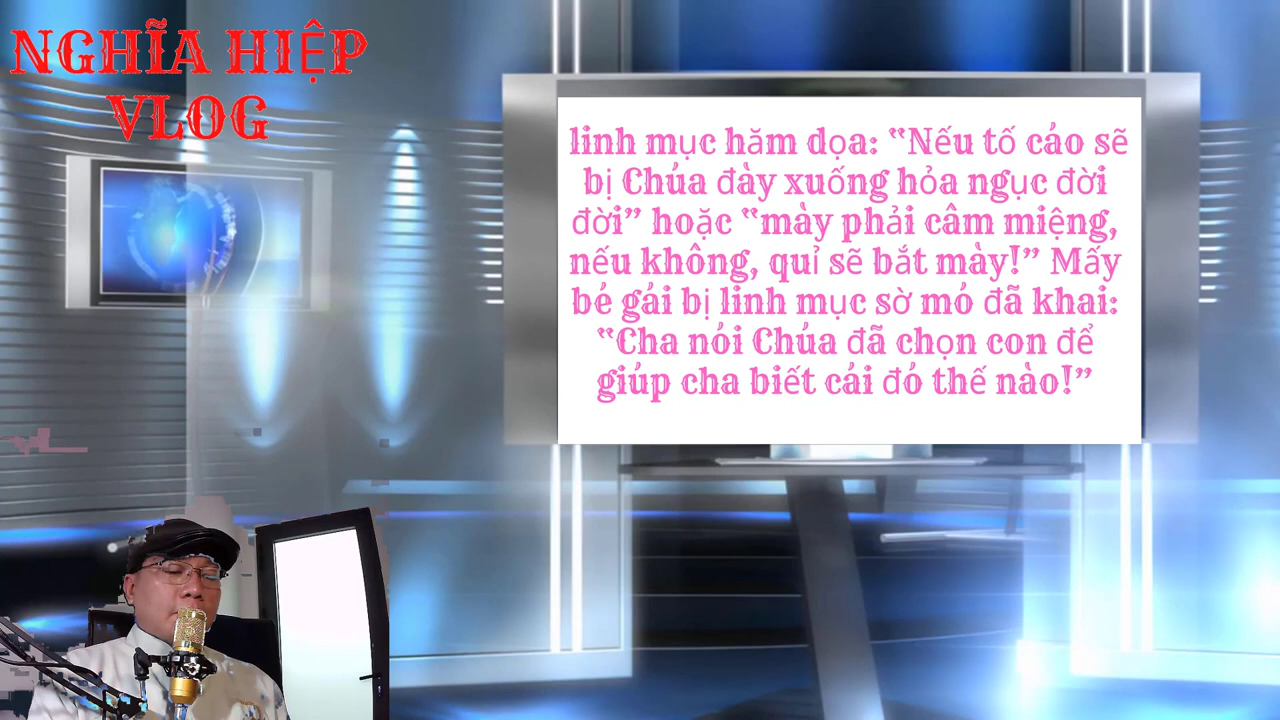 NGHĨA HIỆP
VLOG
linh mục hăm dọa: “Nếu tố cáo sẽ
bị Chúa đày xuống hỏa ngục đời
đời” hoặc “mày phải câm miệng,
nếu không, quỉ sẽ bắt mày!” Mấy
bé gái bị linh mục sờ mó đã khai:
“Cha nói Chúa đã chọn con để
giúp cha biết cái đó thế nào!”